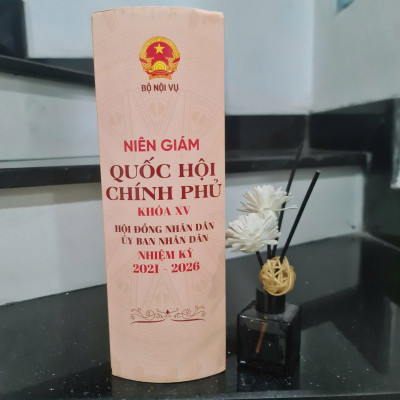 BỘ NỘI VỤ
NIÊN GIÁM
QUỐC HỘI
CHÍNH PHỦ
KHÓA XV
HỘI ĐỒNG NHÂN DÂN
ỦY BAN NHÂN DÂN
NHIỆM KỲ
2021 - 2026